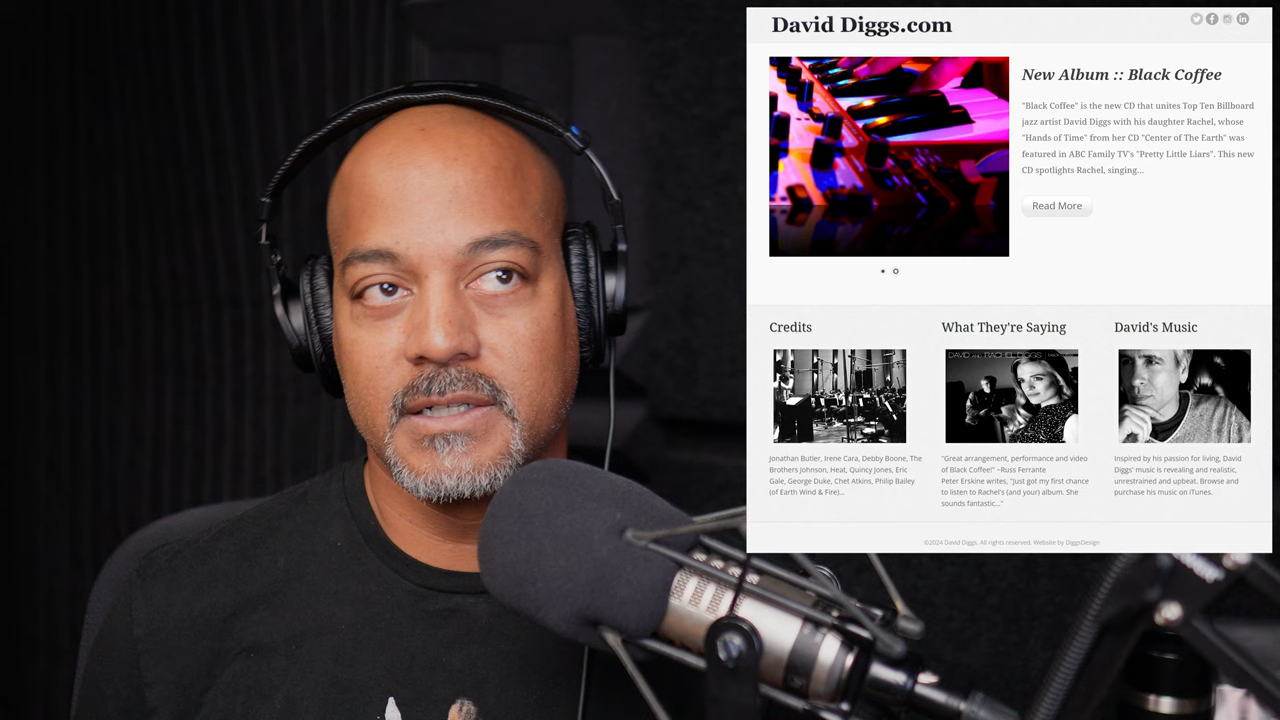 David Diggs.com
New Album :: Black Coffee
"Black Coffee" is the new CD that unites Top Ten Billboard
jazz artist David Diggs with his daughter Rachel, whose
"Hands of Time" from her CD "Center of The Earth" was
featured in ABC Family TV's "Pretty Little Liars". This new
CD spotlights Rachel, singing...
Read More
Credits
Jonathan Butler, Irene Cara, Debby Boone, The
Brothers Johnson, Heat, Quincy Jones, Eric
Gale, George Duke, Chet Atkins, Philip Bailey
(of Earth Wind & Fire)...
What They're Saying
DAVID AND RACHEL DIGGS
"Great arrangement, performance and video
of Black Coffee!" ~Russ Ferrante
Peter Erskine writes, "Just got my first chance
to listen to Rachel's (and your) album. She
sounds fantastic..."
David's Music
Inspired by his passion for living, David
Diggs' music is revealing and realistic,
unrestrained and upbeat. Browse and
purchase his music on iTunes.
©2024 David Diggs. All rights reserved. Website by DiggsDesign